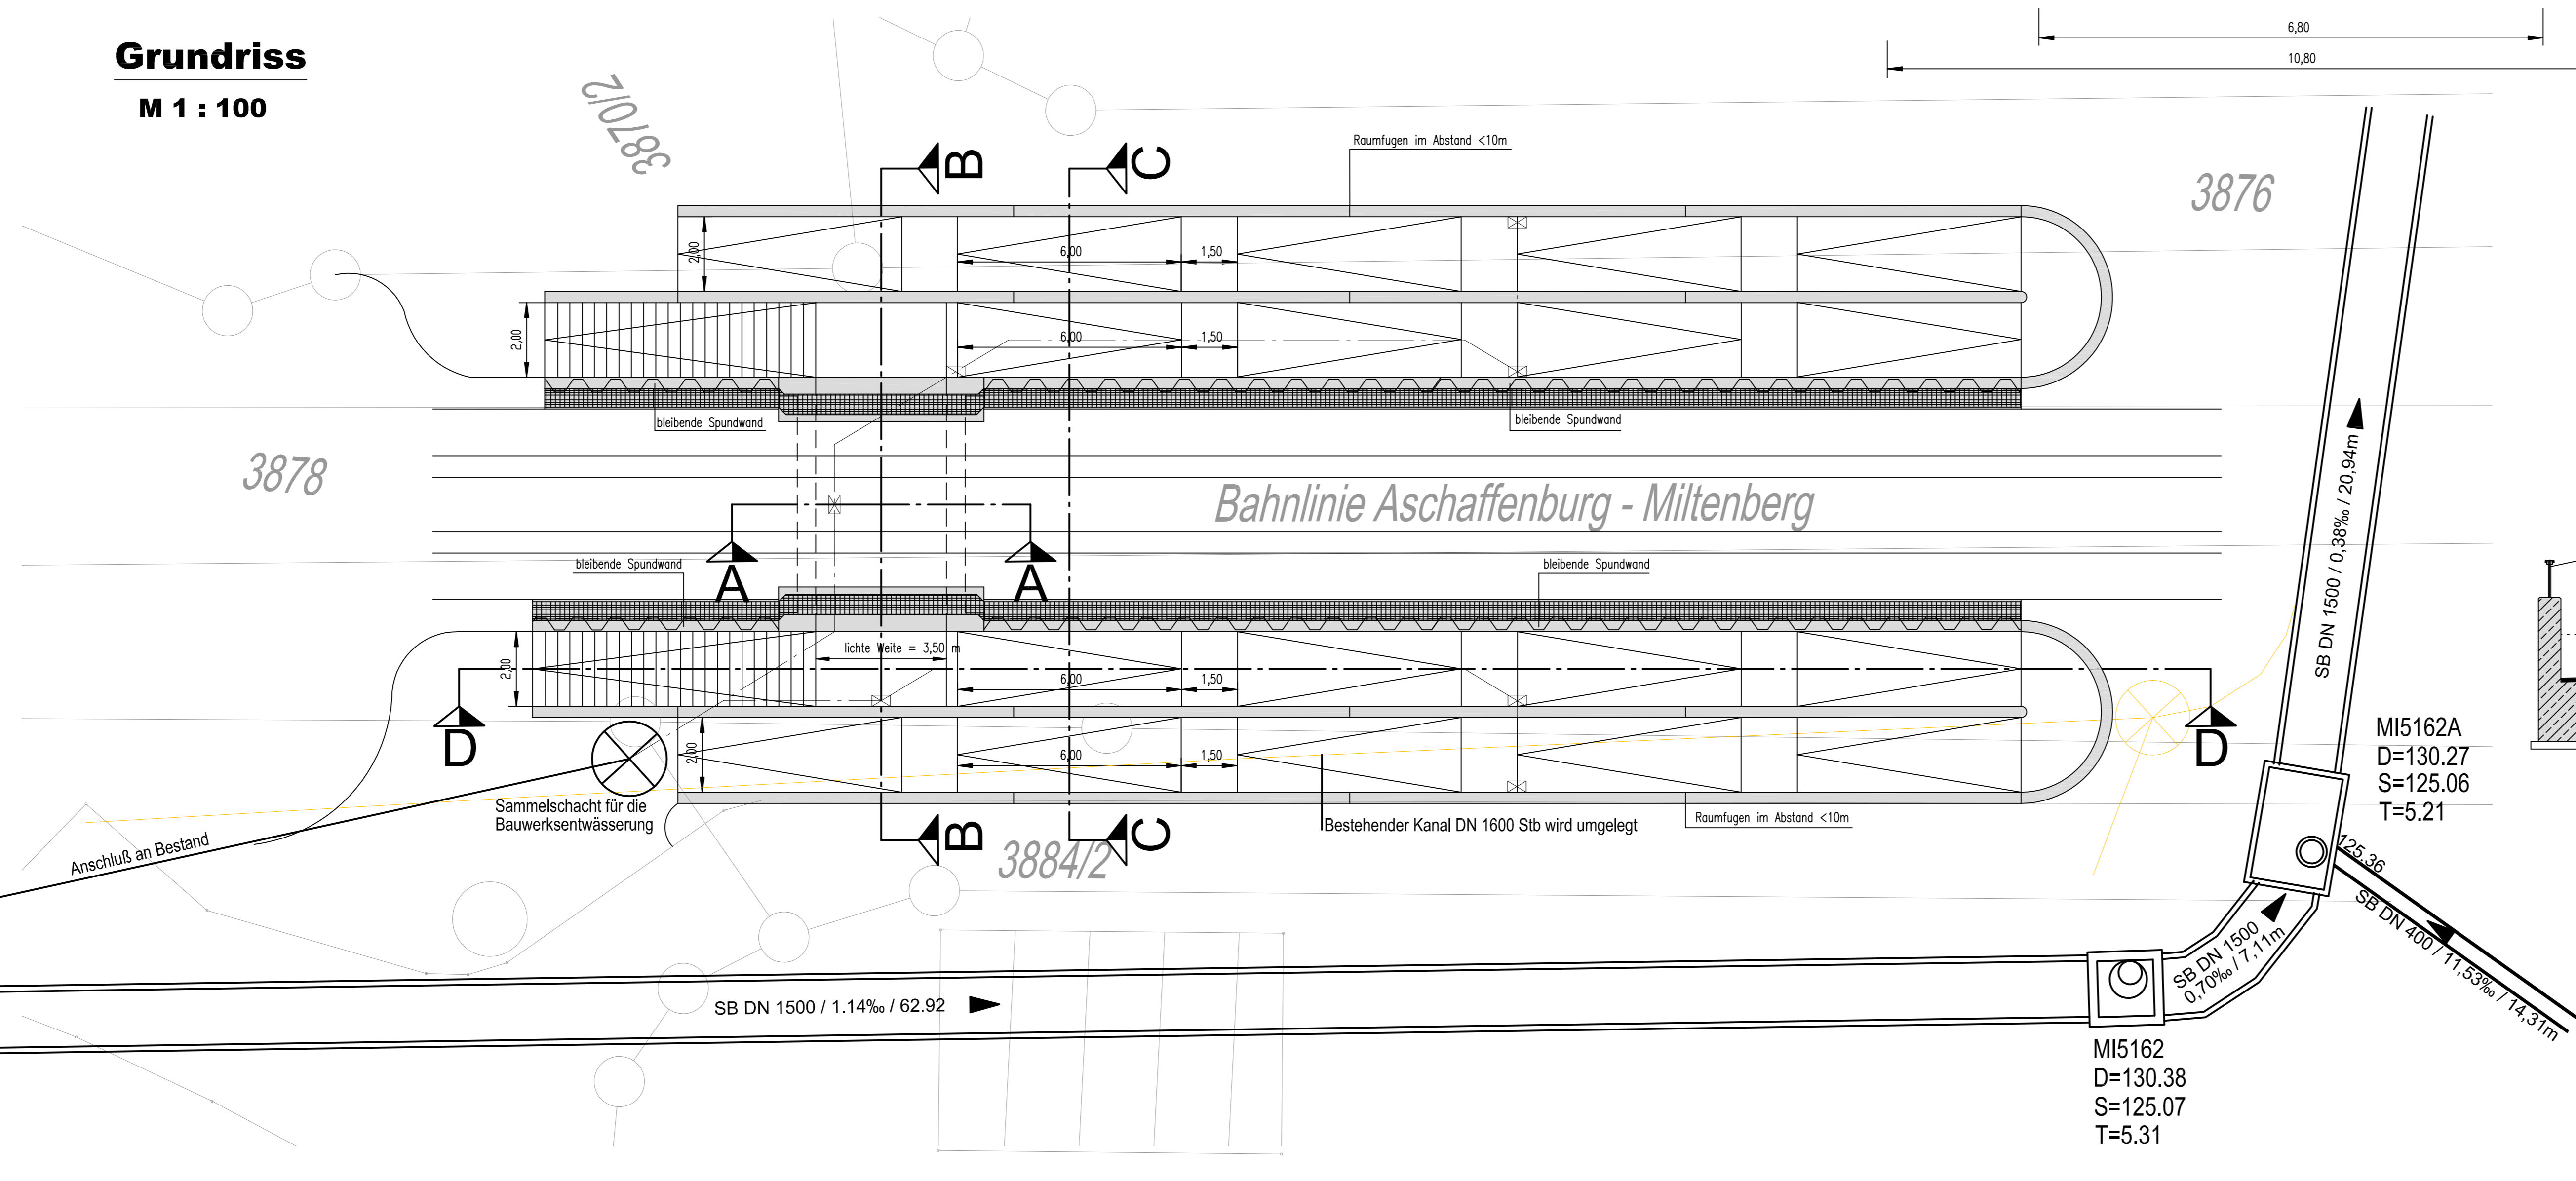 Grundriss
M 1 : 100
6,80
10,80
3870/2
B
C
Raumfugen im Abstand <10m
3876
2,00
6,00
1,50
2,00
6,00
1,50
bleibende Spundwand
bleibende Spundwand
3878
Bahnlinie Aschaffenburg - Miltenberg
SB DN 1500 / 0,38‰ / 20,94m
A
A
bleibende Spundwand
bleibende Spundwand
2,00
lichte Weite = 3,50 m
6,00
1,50
D
D
2,00
6,00
1,50
MI5162A
D=130.27
S=125.06
T=5.21
Sammelschacht für die
Bauwerksentwässerung
Anschluß an Bestand
B
C
Bestehender Kanal DN 1600 Stb wird umgelegt
Raumfugen im Abstand <10m
3884/2
125.36
SB DN 400 / 11,53‰ / 14,31m
SB DN 1500
0,70‰ / 7,11m
SB DN 1500 / 1.14‰ / 62.92
MI5162
D=130.38
S=125.07
T=5.31